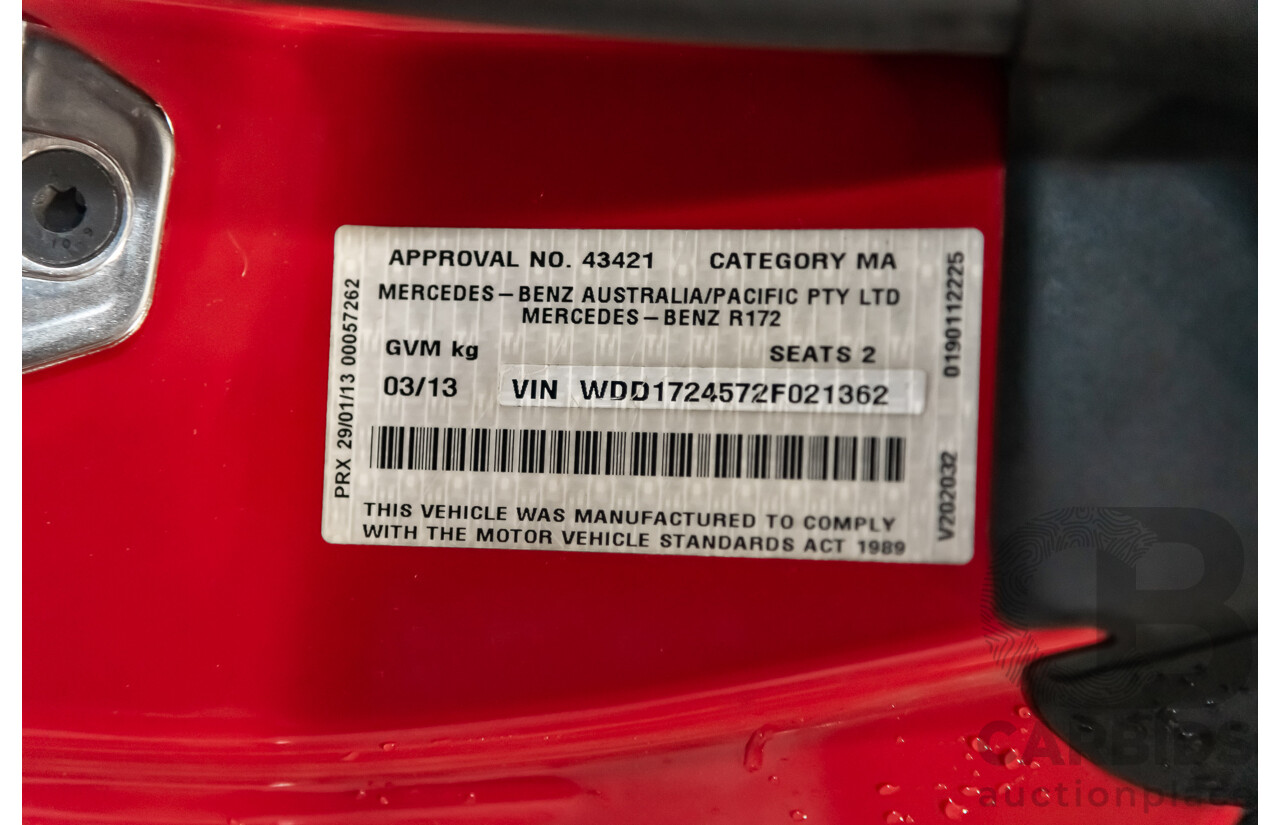 APPROVAL NO. 43421 CATEGORY MA
MERCEDES-BENZ AUSTRALIA/PACIFIC PTY LTD
MERCEDES-BENZ R172
GVM kg SEATS 2
03/13 VIN WDD1724572F021362
THIS VEHICLE WAS MANUFACTURED TO COMPLY
WITH THE MOTOR VEHICLE STANDARDS ACT 1989
PRX 29/01/13 00057262
V202032 0190112225
CB
CARBIDS
auctionplace